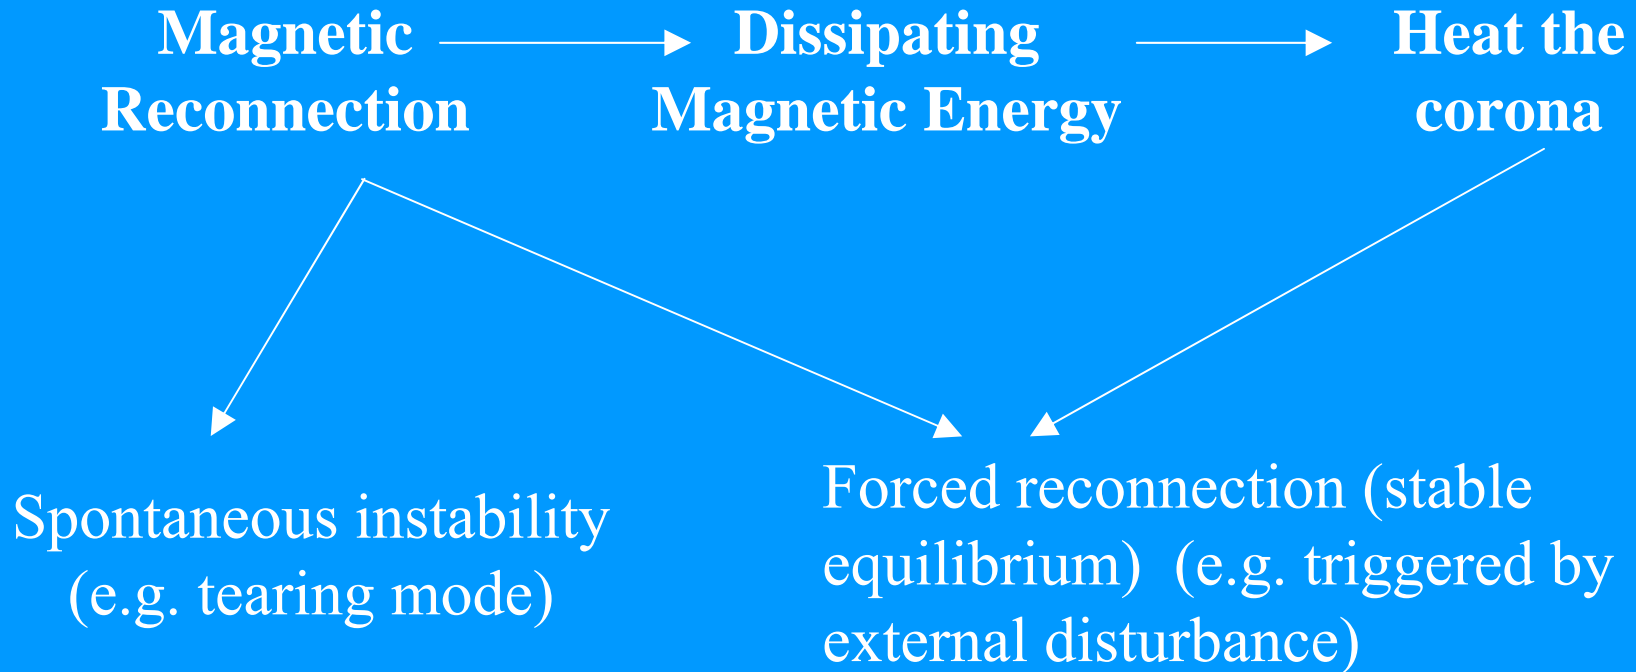 Magnetic
Reconnection
Dissipating
Magnetic Energy
Heat the
corona
Spontaneous instability
(e.g. tearing mode)
Forced reconnection (stable
equilibrium) (e.g. triggered by
external disturbance)